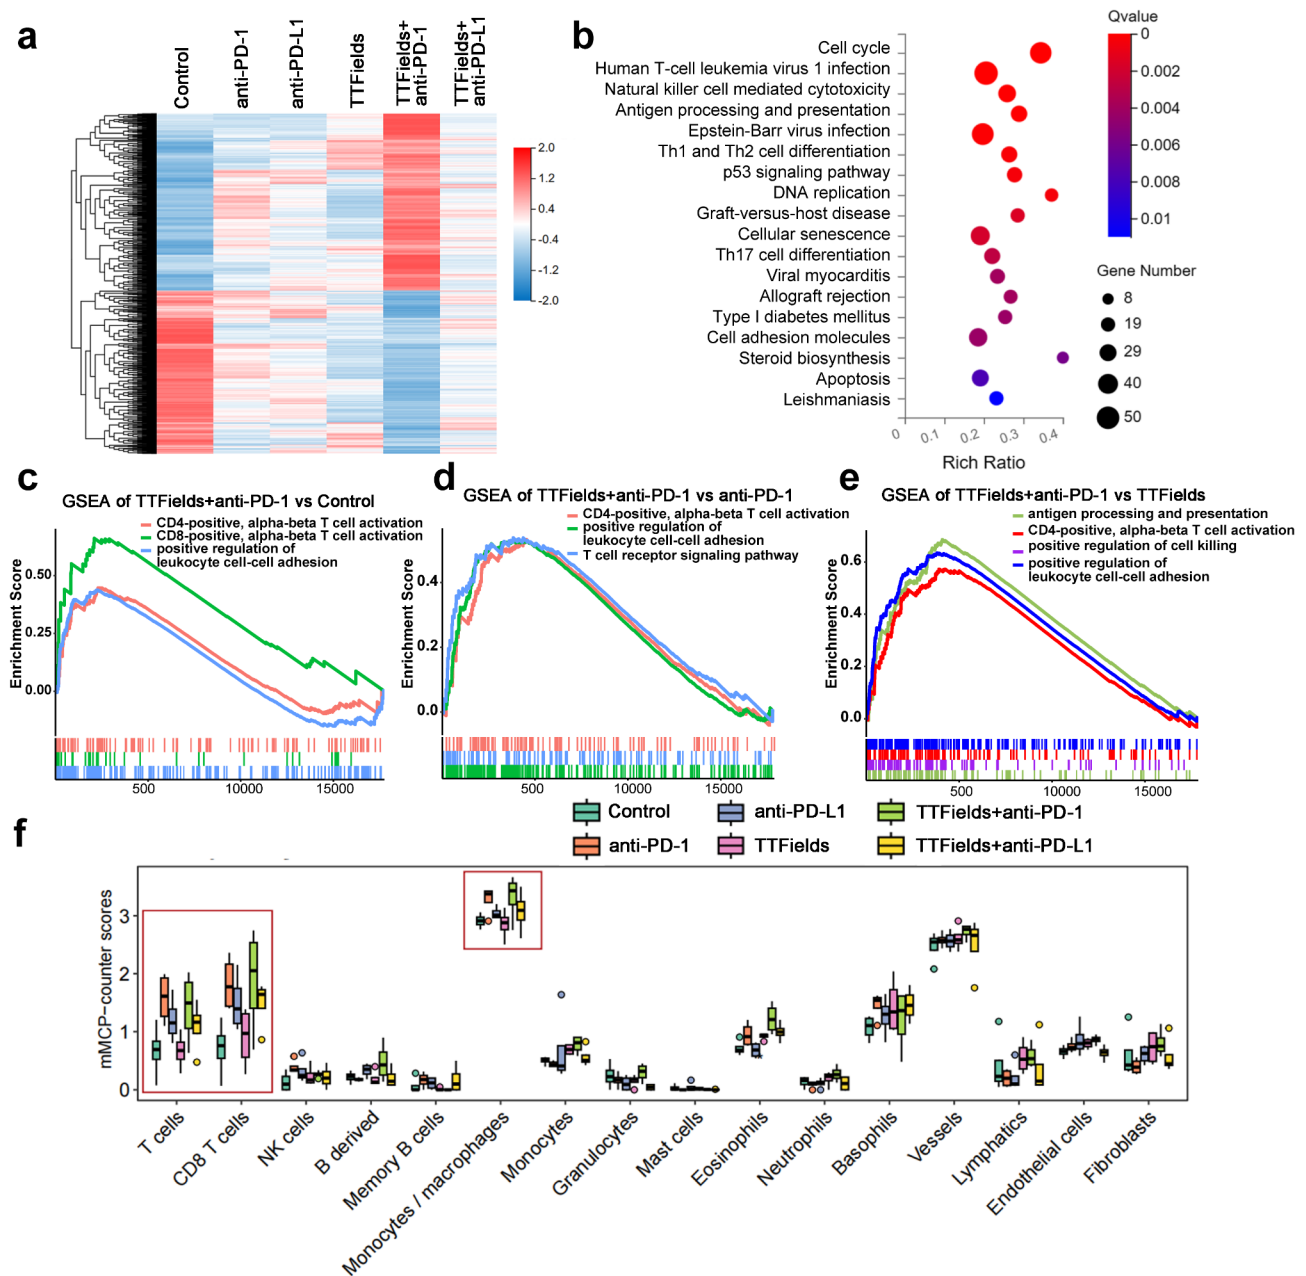 a
Control
anti-PD-1
anti-PD-L1
TTFields
TTFields+
anti-PD-1
TTFields+
anti-PD-L1
2.0
1.2
0.4
-0.4
-1.2
-2.0
b
Cell cycle
Human T-cell leukemia virus 1 infection
Natural killer cell mediated cytotoxicity
Antigen processing and presentation
Epstein-Barr virus infection
Th1 and Th2 cell differentiation
p53 signaling pathway
DNA replication
Graft-versus-host disease
Cellular senescence
Th17 cell differentiation
Viral myocarditis
Allograft rejection
Type I diabetes mellitus
Cell adhesion molecules
Steroid biosynthesis
Apoptosis
Leishmaniasis
0 0.1 0.2 0.3 0.4
Rich Ratio
Qvalue
0
0.002
0.004
0.006
0.008
0.01
Gene Number
8
19
29
40
50
c
GSEA of TTFields+anti-PD-1 vs Control
CD4-positive, alpha-beta T cell activation
CD8-positive, alpha-beta T cell activation
positive regulation of
leukocyte cell-cell adhesion
Enrichment Score
0.50
0.25
0.00
500 10000 15000
d
GSEA of TTFields+anti-PD-1 vs anti-PD-1
CD4-positive, alpha-beta T cell activation
positive regulation of
leukocyte cell-cell adhesion
T cell receptor signaling pathway
Enrichment Score
0.4
0.2
0.0
500 10000 15000
e
GSEA of TTFields+anti-PD-1 vs TTFields
antigen processing and presentation
CD4-positive, alpha-beta T cell activation
positive regulation of cell killing
positive regulation of
leukocyte cell-cell adhesion
Enrichment Score
0.6
0.4
0.2
0.0
500 10000 15000
f
Control anti-PD-L1 TTFields+anti-PD-1
anti-PD-1 TTFields TTFields+anti-PD-L1
mMCP−counter scores
3
2
1
0
T cells
CD8 T cells
NK cells
B derived
Memory B cells
Monocytes / macrophages
Monocytes
Granulocytes
Mast cells
Eosinophils
Neutrophils
Basophils
Vessels
Lymphatics
Endothelial cells
Fibroblasts